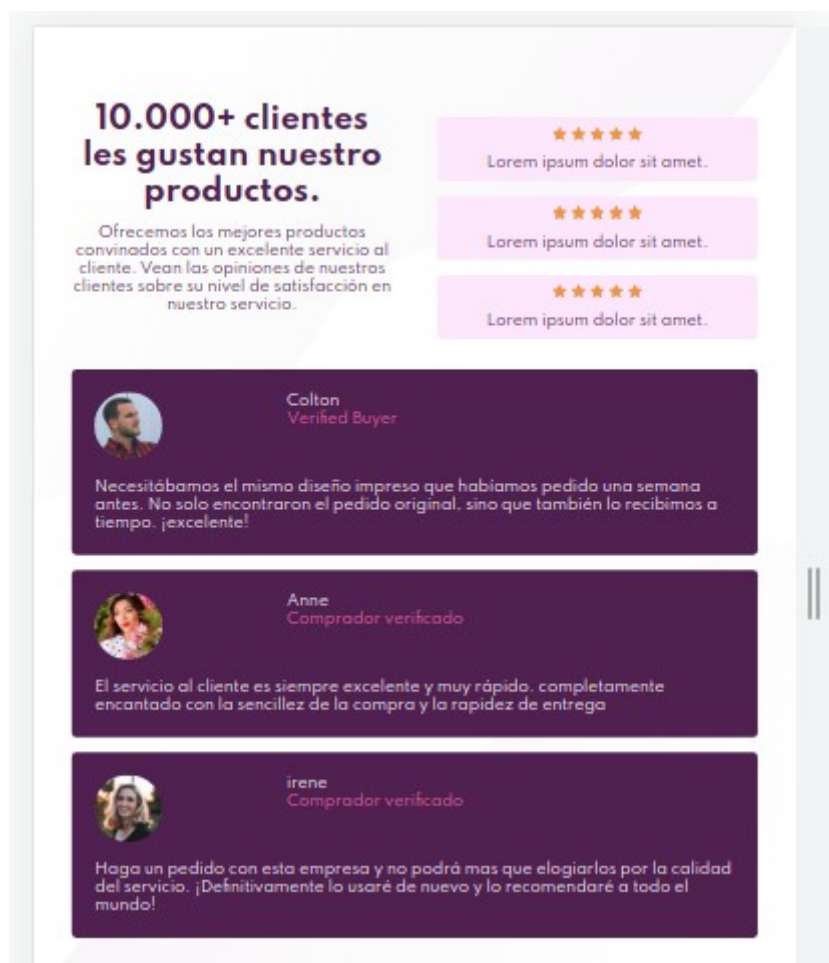 10.000+ clientes
les gustan nuestro
productos.
Ofrecemos los mejores productos
convinados con un excelente servicio al
cliente. Vean las opiniones de nuestros
clientes sobre su nivel de satisfacción en
nuestro servicio.
Lorem ipsum dolor sit amet.
Lorem ipsum dolor sit amet.
Lorem ipsum dolor sit amet.
Colton
Verified Buyer
Necesitábamos el mismo diseño impreso que habíamos pedido una semana
antes. No solo encontraron el pedido original, sino que también lo recibimos a
tiempo. ¡excelente!
Anne
Comprador verificado
El servicio al cliente es siempre excelente y muy rápido. completamente
encantado con la sencillez de la compra y la rapidez de entrega
irene
Comprador verificado
Haga un pedido con esta empresa y no podrá mas que elogiarlos por la calidad
del servicio. ¡Definitivamente lo usaré de nuevo y lo recomendaré a todo el
mundo!